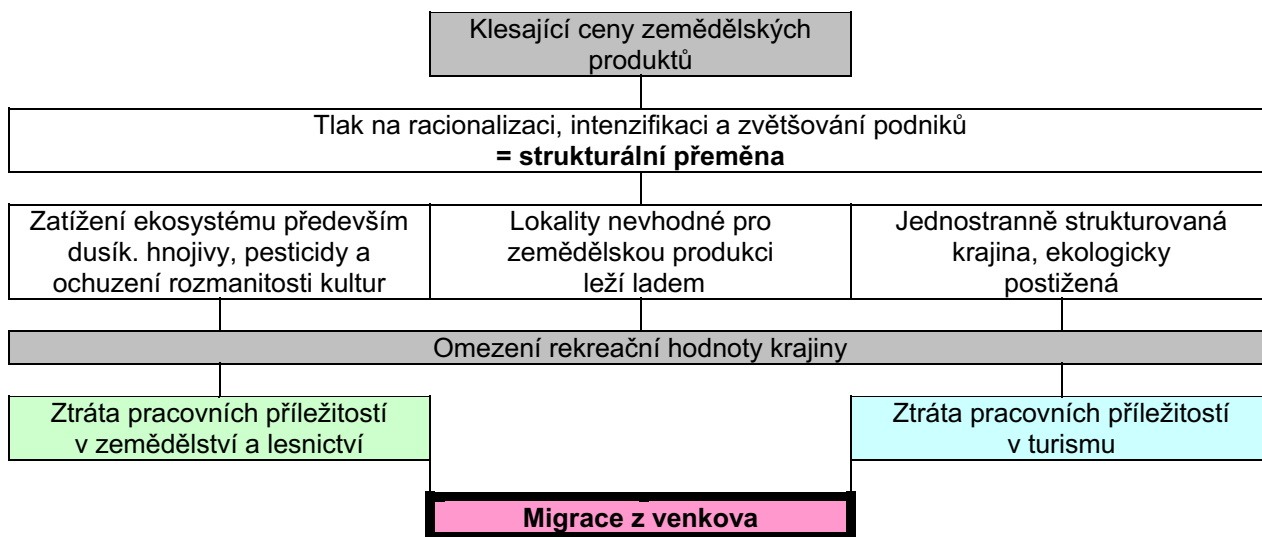 Klesající ceny zemědělských
produktů
Tlak na racionalizaci, intenzifikaci a zvětšování podniků
= strukturální přeměna
Zatížení ekosystému především
dusík. hnojivy, pesticidy a
ochuzení rozmanitosti kultur
Lokality nevhodné pro
zemědělskou produkci
leží ladem
Jednostranně strukturovaná
krajina, ekologicky
postižená
Omezení rekreační hodnoty krajiny
Ztráta pracovních příležitostí
v zemědělství a lesnictví
Ztráta pracovních příležitostí
v turismu
Migrace z venkova